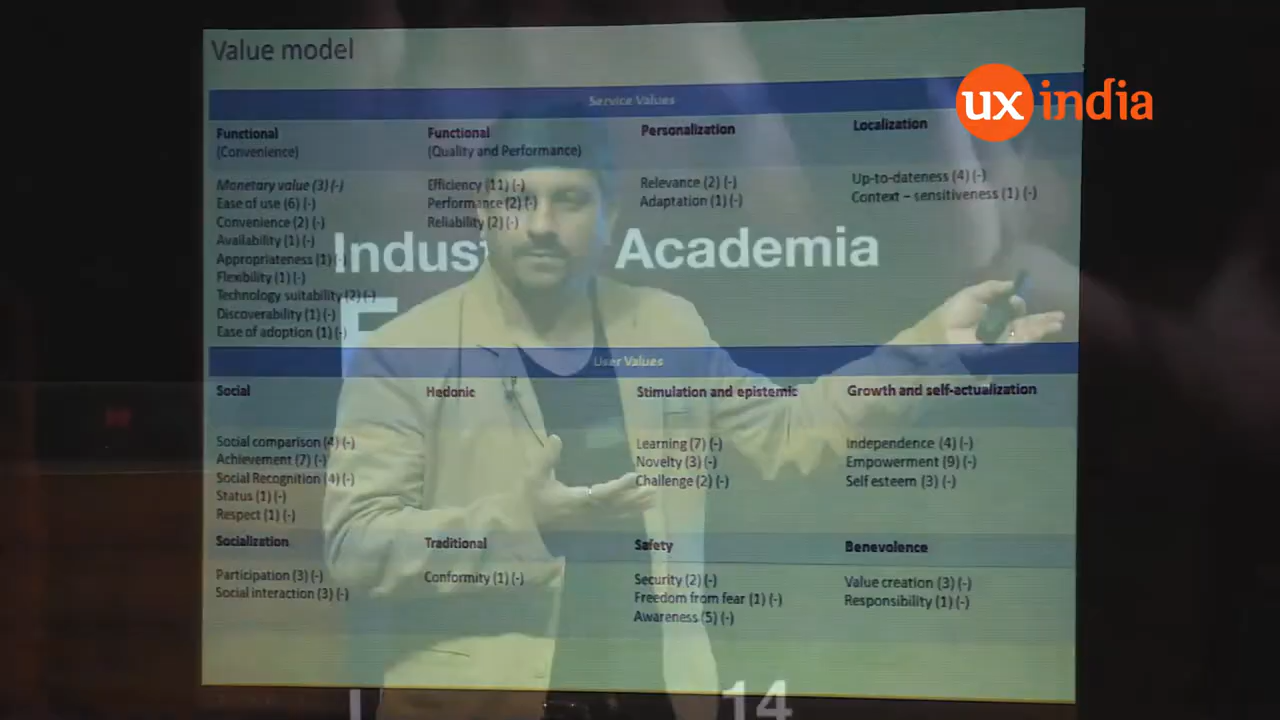 Value model
ux india
Service Values
Functional
(Convenience)
Monetary value (3) (-)
Ease of use (6) (-)
Convenience (2) (-)
Availability (1) (-)
Appropriateness (1) (-)
Flexibility (1) (-)
Technology suitability (2) (-)
Discoverability (1) (-)
Ease of adoption (1) (-)
Functional
(Quality and Performance)
Efficiency (11) (-)
Performance (2) (-)
Reliability (2) (-)
Personalization
Relevance (2) (-)
Adaptation (1) (-)
Localization
Up-to-dateness (4) (-)
Context – sensitiveness (1) (-)
Academia
User Values
Social
Social comparison (4) (-)
Achievement (7) (-)
Social Recognition (4) (-)
Status (1) (-)
Respect (1) (-)
Hedonic
Stimulation and epistemic
Learning (7) (-)
Novelty (3) (-)
Challenge (2) (-)
Growth and self-actualization
Independence (4) (-)
Empowerment (9) (-)
Self esteem (3) (-)
Socialization
Participation (3) (-)
Social interaction (3) (-)
Traditional
Conformity (1) (-)
Safety
Security (2) (-)
Freedom from fear (1) (-)
Awareness (5) (-)
Benevolence
Value creation (3) (-)
Responsibility (1) (-)
14